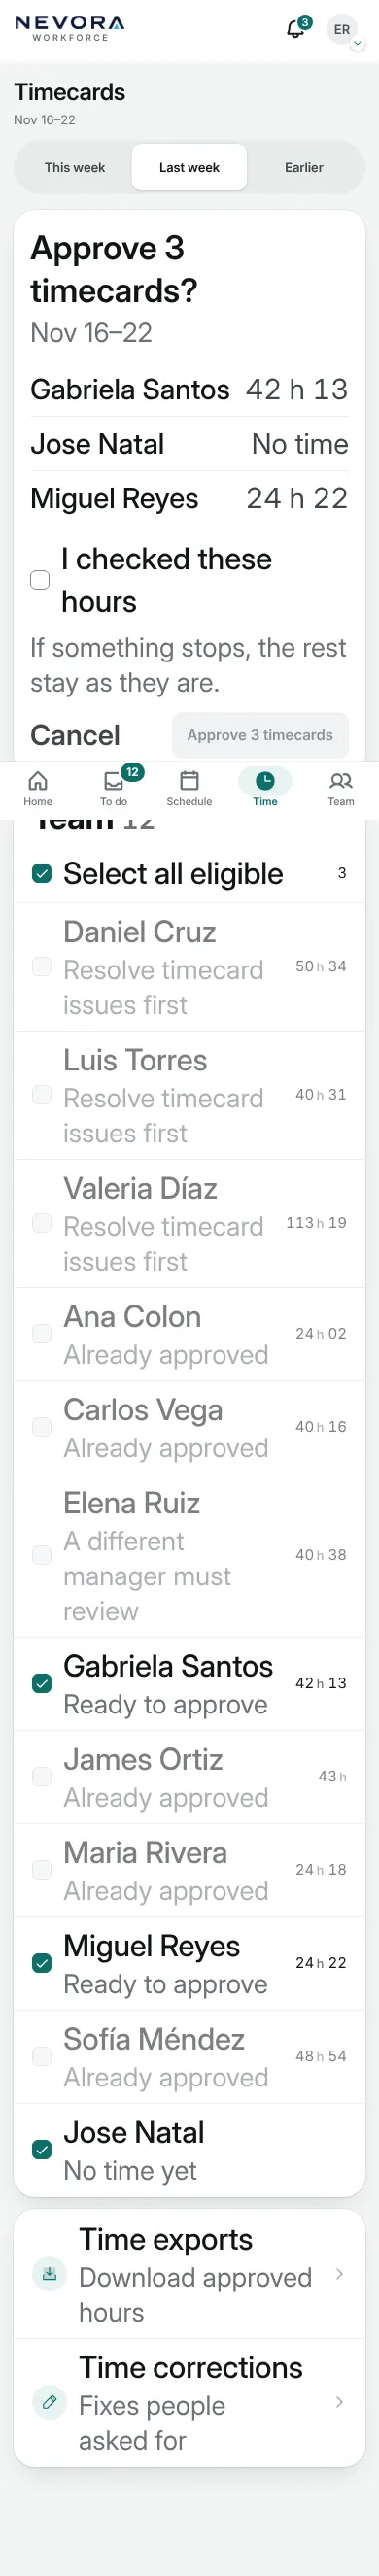 NEVORA
WORKFORCE
3
ER
Timecards
Nov 16–22
This week
Last week
Earlier
Approve 3
timecards?
Nov 16–22
Gabriela Santos 42 h 13
Jose Natal No time
Miguel Reyes 24 h 22
I checked these
hours
If something stops, the rest
stay as they are.
Cancel
Approve 3 timecards
Home
12
To do
Schedule
Time
Team
Team 12
Select all eligible 3
Daniel Cruz
Resolve timecard
issues first
50 h 34
Luis Torres
Resolve timecard
issues first
40 h 31
Valeria Díaz
Resolve timecard
issues first
113 h 19
Ana Colon
Already approved
24 h 02
Carlos Vega
Already approved
40 h 16
Elena Ruiz
A different
manager must
review
40 h 38
Gabriela Santos
Ready to approve
42 h 13
James Ortiz
Already approved
43 h
Maria Rivera
Already approved
24 h 18
Miguel Reyes
Ready to approve
24 h 22
Sofía Méndez
Already approved
48 h 54
Jose Natal
No time yet
Time exports
Download approved
hours
Time corrections
Fixes people
asked for